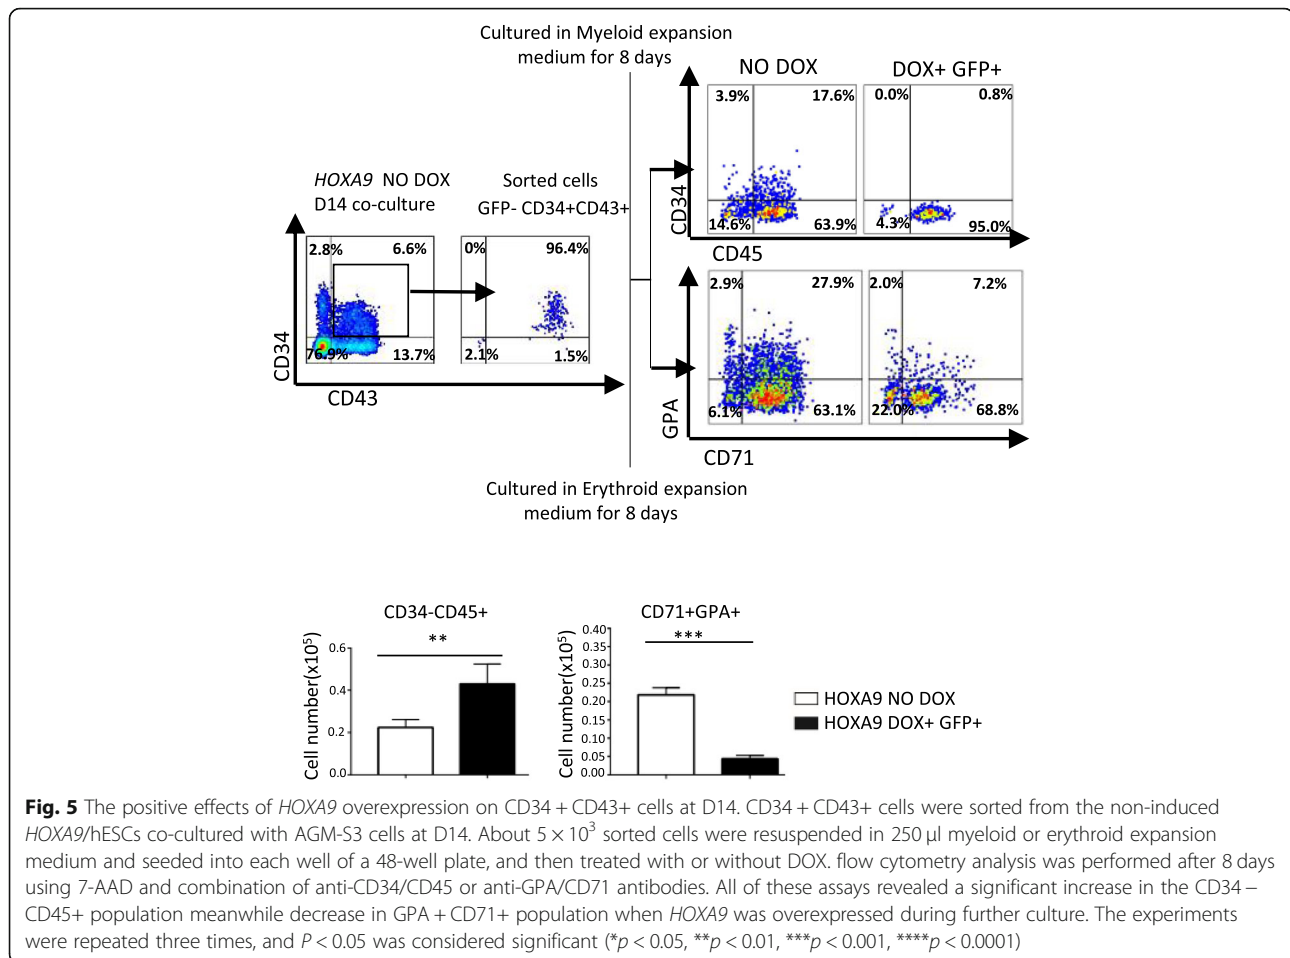 Cultured in Myeloid expansion
medium for 8 days
NO DOX
DOX+ GFP+
3.9%
17.6%
0.0%
0.8%
CD34
14.6%
63.9%
4.3%
95.0%
CD45
HOXA9 NO DOX
D14 co-culture
Sorted cells
GFP- CD34+CD43+
2.8%
6.6%
0%
96.4%
CD34
76.9%
13.7%
2.1%
1.5%
CD43
2.9%
27.9%
2.0%
7.2%
GPA
6.1%
63.1%
22.0%
68.8%
CD71
Cultured in Erythroid expansion
medium for 8 days
CD34-CD45+
**
Cell number(x10⁵)
0.6
0.4
0.2
0.0
CD71+GPA+
***
Cell number(x10⁵)
0.40
0.35
0.30
0.25
0.20
0.15
0.10
0.05
0.00
HOXA9 NO DOX
HOXA9 DOX+ GFP+
Fig. 5 The positive effects of HOXA9 overexpression on CD34 + CD43+ cells at D14. CD34 + CD43+ cells were sorted from the non-induced
HOXA9/hESCs co-cultured with AGM-S3 cells at D14. About 5 × 10³ sorted cells were resuspended in 250 μl myeloid or erythroid expansion
medium and seeded into each well of a 48-well plate, and then treated with or without DOX. flow cytometry analysis was performed after 8 days
using 7-AAD and combination of anti-CD34/CD45 or anti-GPA/CD71 antibodies. All of these assays revealed a significant increase in the CD34 −
CD45+ population meanwhile decrease in GPA + CD71+ population when HOXA9 was overexpressed during further culture. The experiments
were repeated three times, and P < 0.05 was considered significant (*p < 0.05, **p < 0.01, ***p < 0.001, ****p < 0.0001)